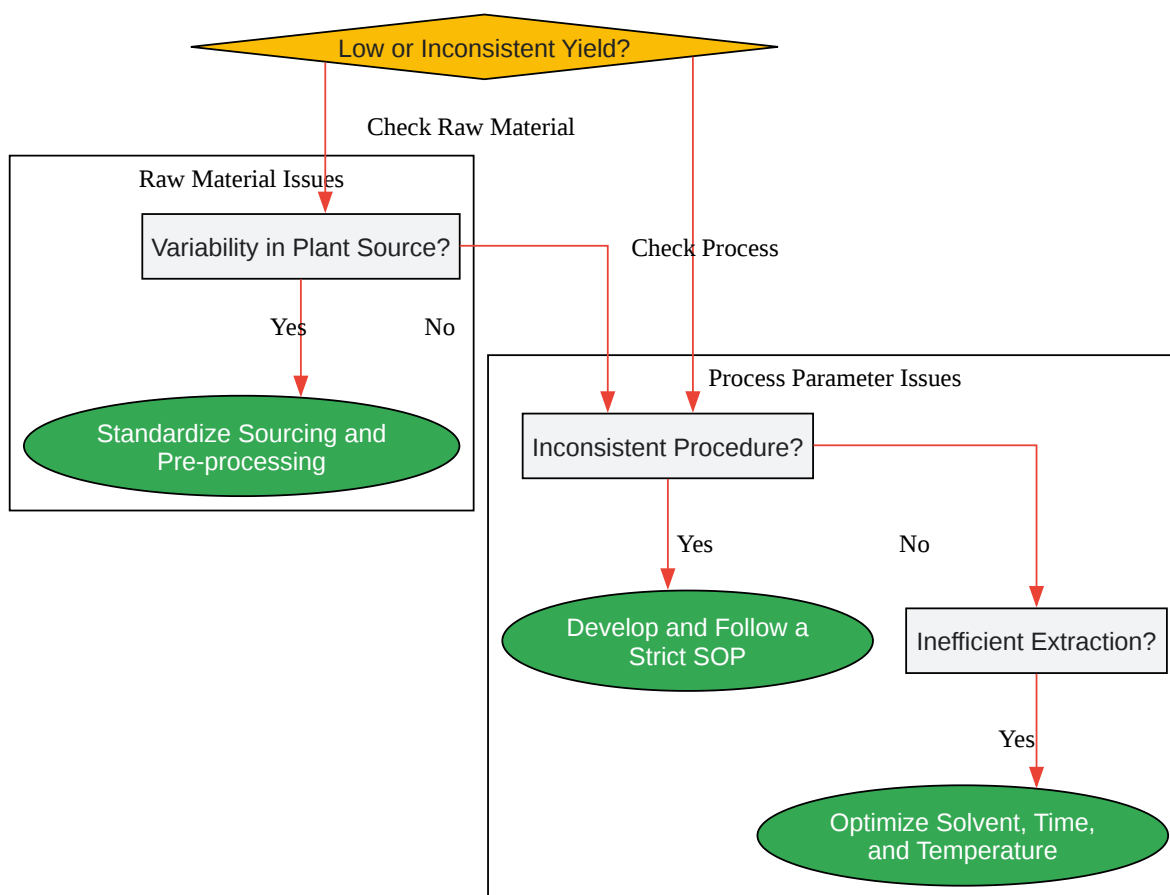 Low or Inconsistent Yield?
Check Raw Material
Raw Material Issues
Variability in Plant Source?
Check Process
Yes
No
Process Parameter Issues
Standardize Sourcing and
Pre-processing
Inconsistent Procedure?
Yes
No
Develop and Follow a
Strict SOP
Inefficient Extraction?
Yes
Optimize Solvent, Time,
and Temperature